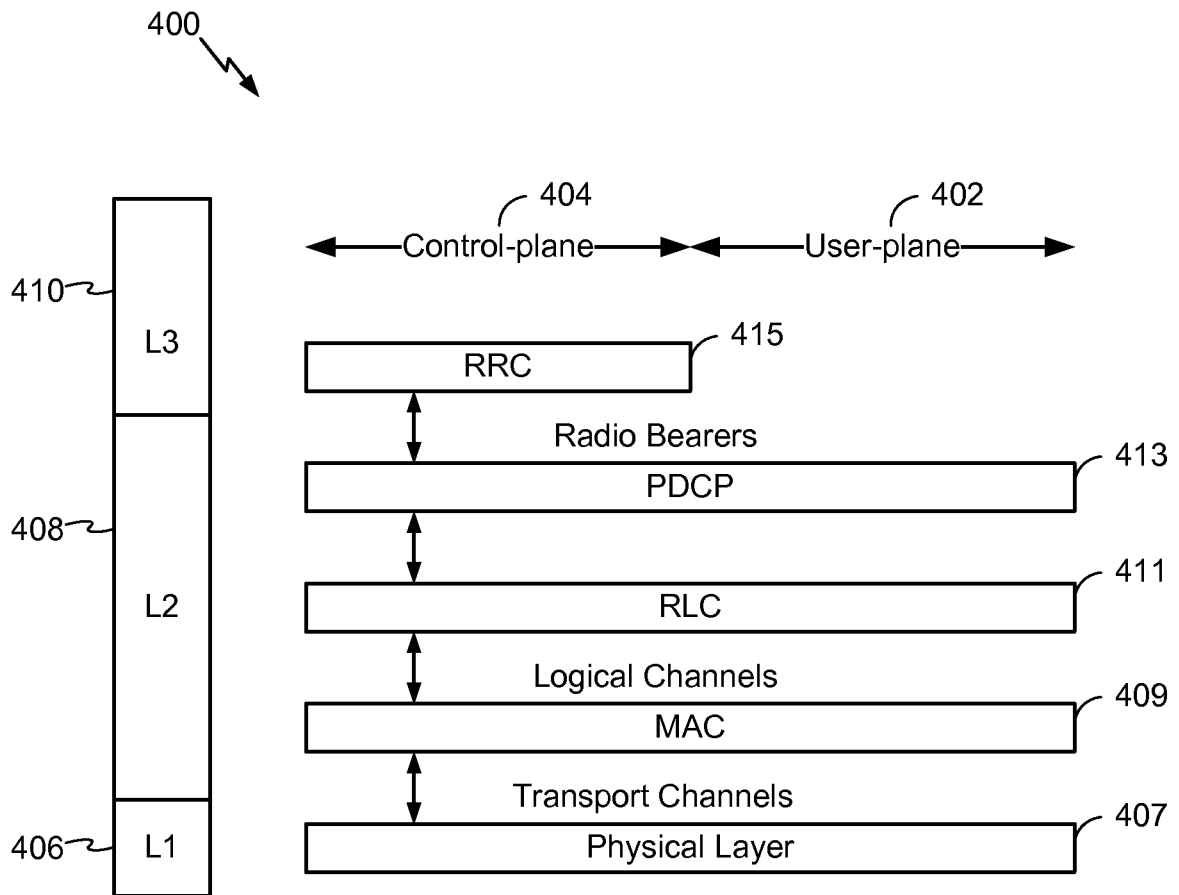 400
404
402
Control-plane
User-plane
410
L3
415
RRC
Radio Bearers
413
PDCP
408
L2
411
RLC
Logical Channels
409
MAC
Transport Channels
407
406
L1
Physical Layer